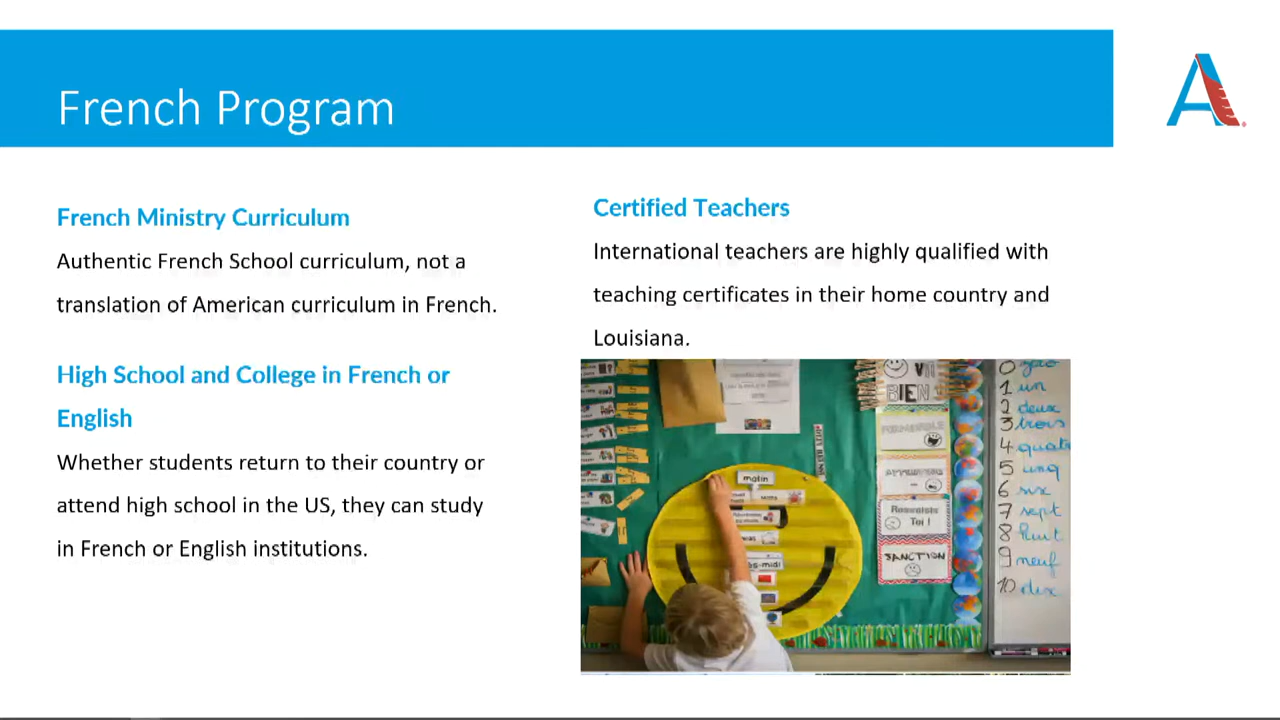 French Program
French Ministry Curriculum
Authentic French School curriculum, not a
translation of American curriculum in French.
High School and College in French or
English
Whether students return to their country or
attend high school in the US, they can study
in French or English institutions.
Certified Teachers
International teachers are highly qualified with
teaching certificates in their home country and
Louisiana.
BIEN
matin
SANCTION
0
1 un
2 deux
3 trois
4
5
6 six
7 sept
8 huit
9 neuf
10 dix